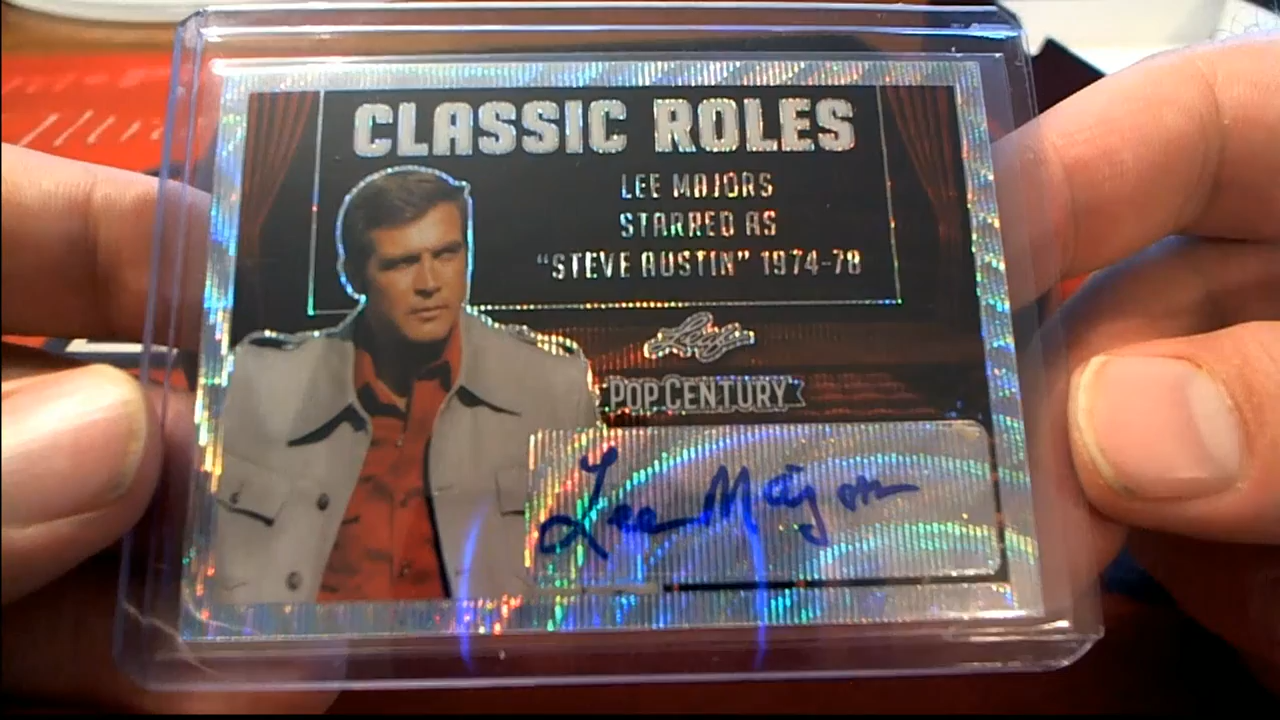 CLASSIC ROLES
LEE MAJORS
STARRED AS
"STEVE AUSTIN" 1974-78
Leaf
POP CENTURY
Lee Majors